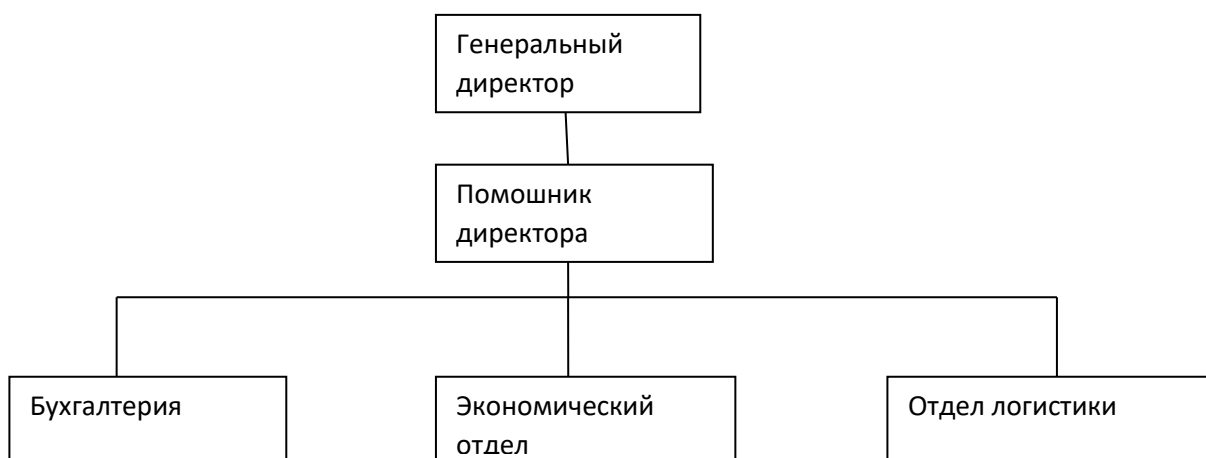 Генеральный
директор
Помошник
директора
Бухгалтерия
Экономический
отдел
Отдел логистики